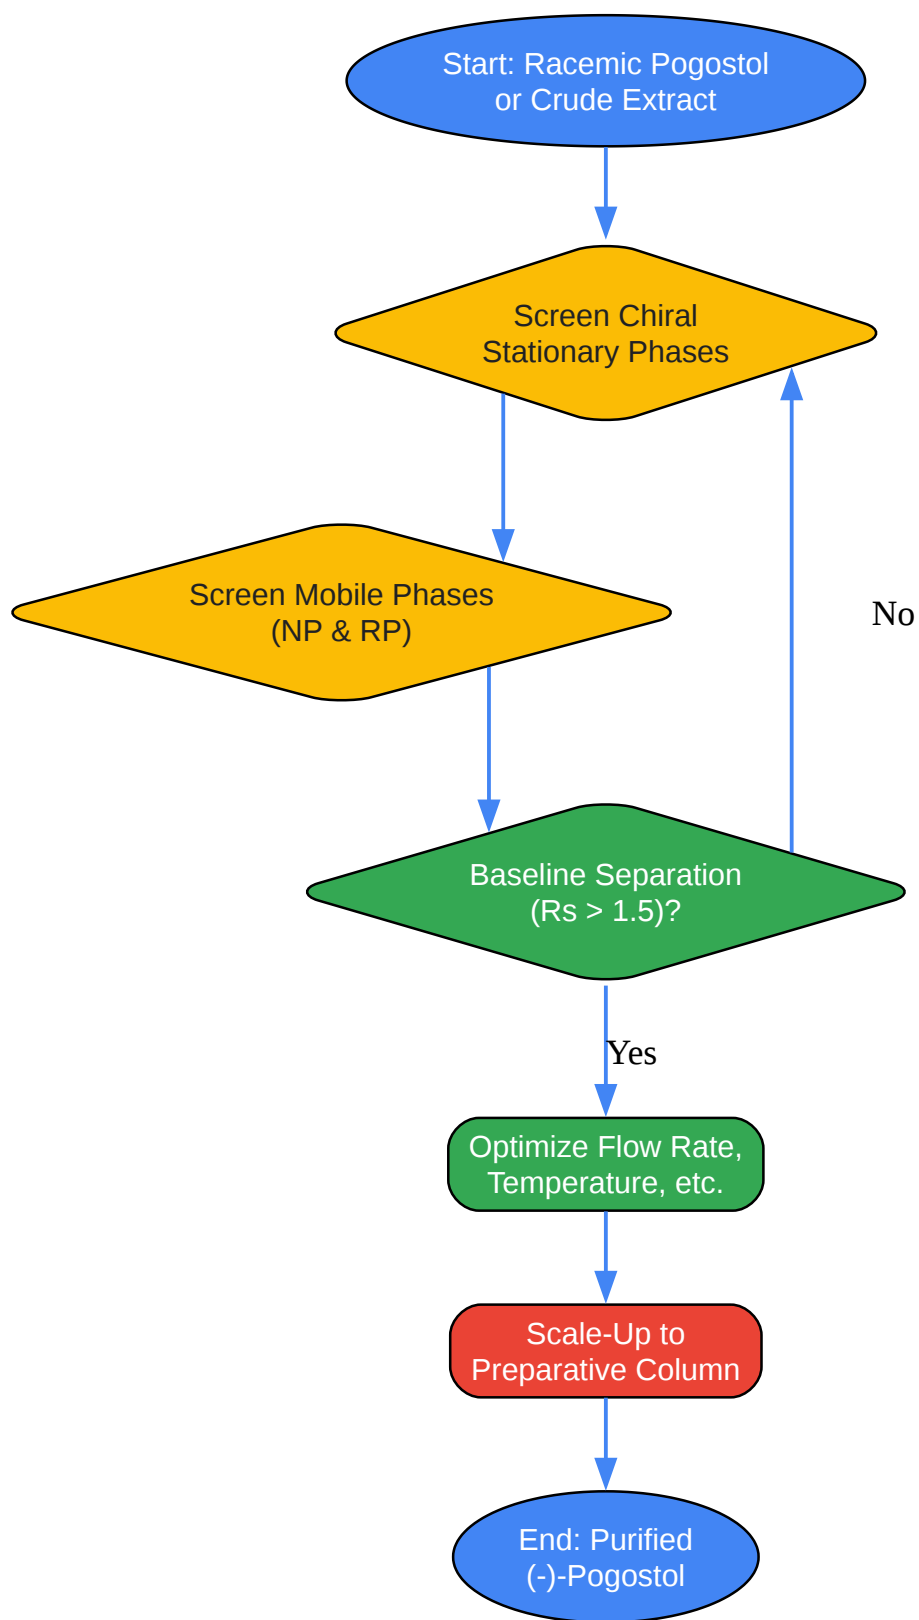 Start: Racemic Pogostol
or Crude Extract
Screen Chiral
Stationary Phases
Screen Mobile Phases
(NP & RP)
No
Baseline Separation
(Rs > 1.5)?
Yes
Optimize Flow Rate,
Temperature, etc.
Scale-Up to
Preparative Column
End: Purified
(-)-Pogostol